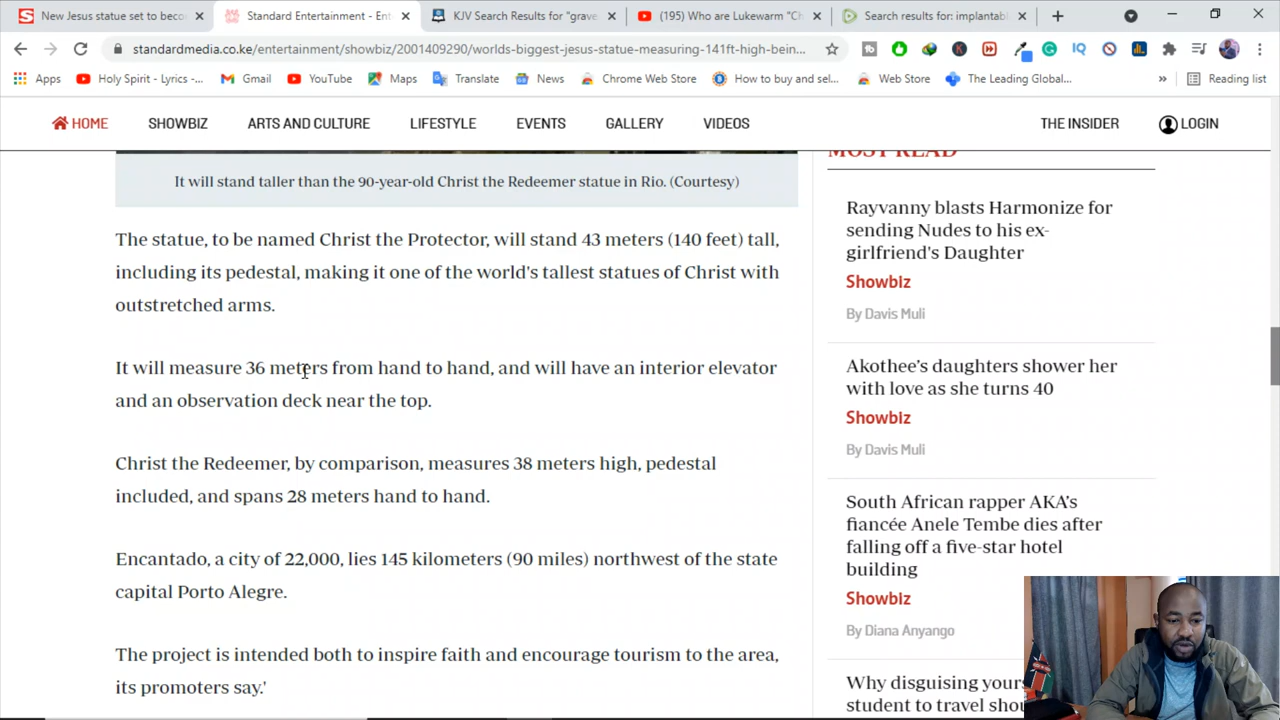 New Jesus statue set to beco
Standard Entertainment - Ent
KJV Search Results for "grave
(195) Who are Lukewarm "Ch
Search results for: implantab
standardmedia.co.ke/entertainment/showbiz/2001409290/worlds-biggest-jesus-statue-measuring-141ft-high-bein...
Apps
Holy Spirit - Lyrics -...
Gmail
YouTube
Maps
Translate
News
Chrome Web Store
How to buy and sel...
Web Store
The Leading Global...
»
Reading list
HOME
SHOWBIZ
ARTS AND CULTURE
LIFESTYLE
EVENTS
GALLERY
VIDEOS
THE INSIDER
LOGIN
It will stand taller than the 90-year-old Christ the Redeemer statue in Rio. (Courtesy)
The statue, to be named Christ the Protector, will stand 43 meters (140 feet) tall,
including its pedestal, making it one of the world's tallest statues of Christ with
outstretched arms.
It will measure 36 meters from hand to hand, and will have an interior elevator
and an observation deck near the top.
Christ the Redeemer, by comparison, measures 38 meters high, pedestal
included, and spans 28 meters hand to hand.
Encantado, a city of 22,000, lies 145 kilometers (90 miles) northwest of the state
capital Porto Alegre.
The project is intended both to inspire faith and encourage tourism to the area,
its promoters say.'
MOST READ
Rayvanny blasts Harmonize for
sending Nudes to his ex-
girlfriend's Daughter
Showbiz
By Davis Muli
Akothee’s daughters shower her
with love as she turns 40
Showbiz
By Davis Muli
South African rapper AKA’s
fiancée Anele Tembe dies after
falling off a five-star hotel
building
Showbiz
By Diana Anyango
Why disguising yours
student to travel shou